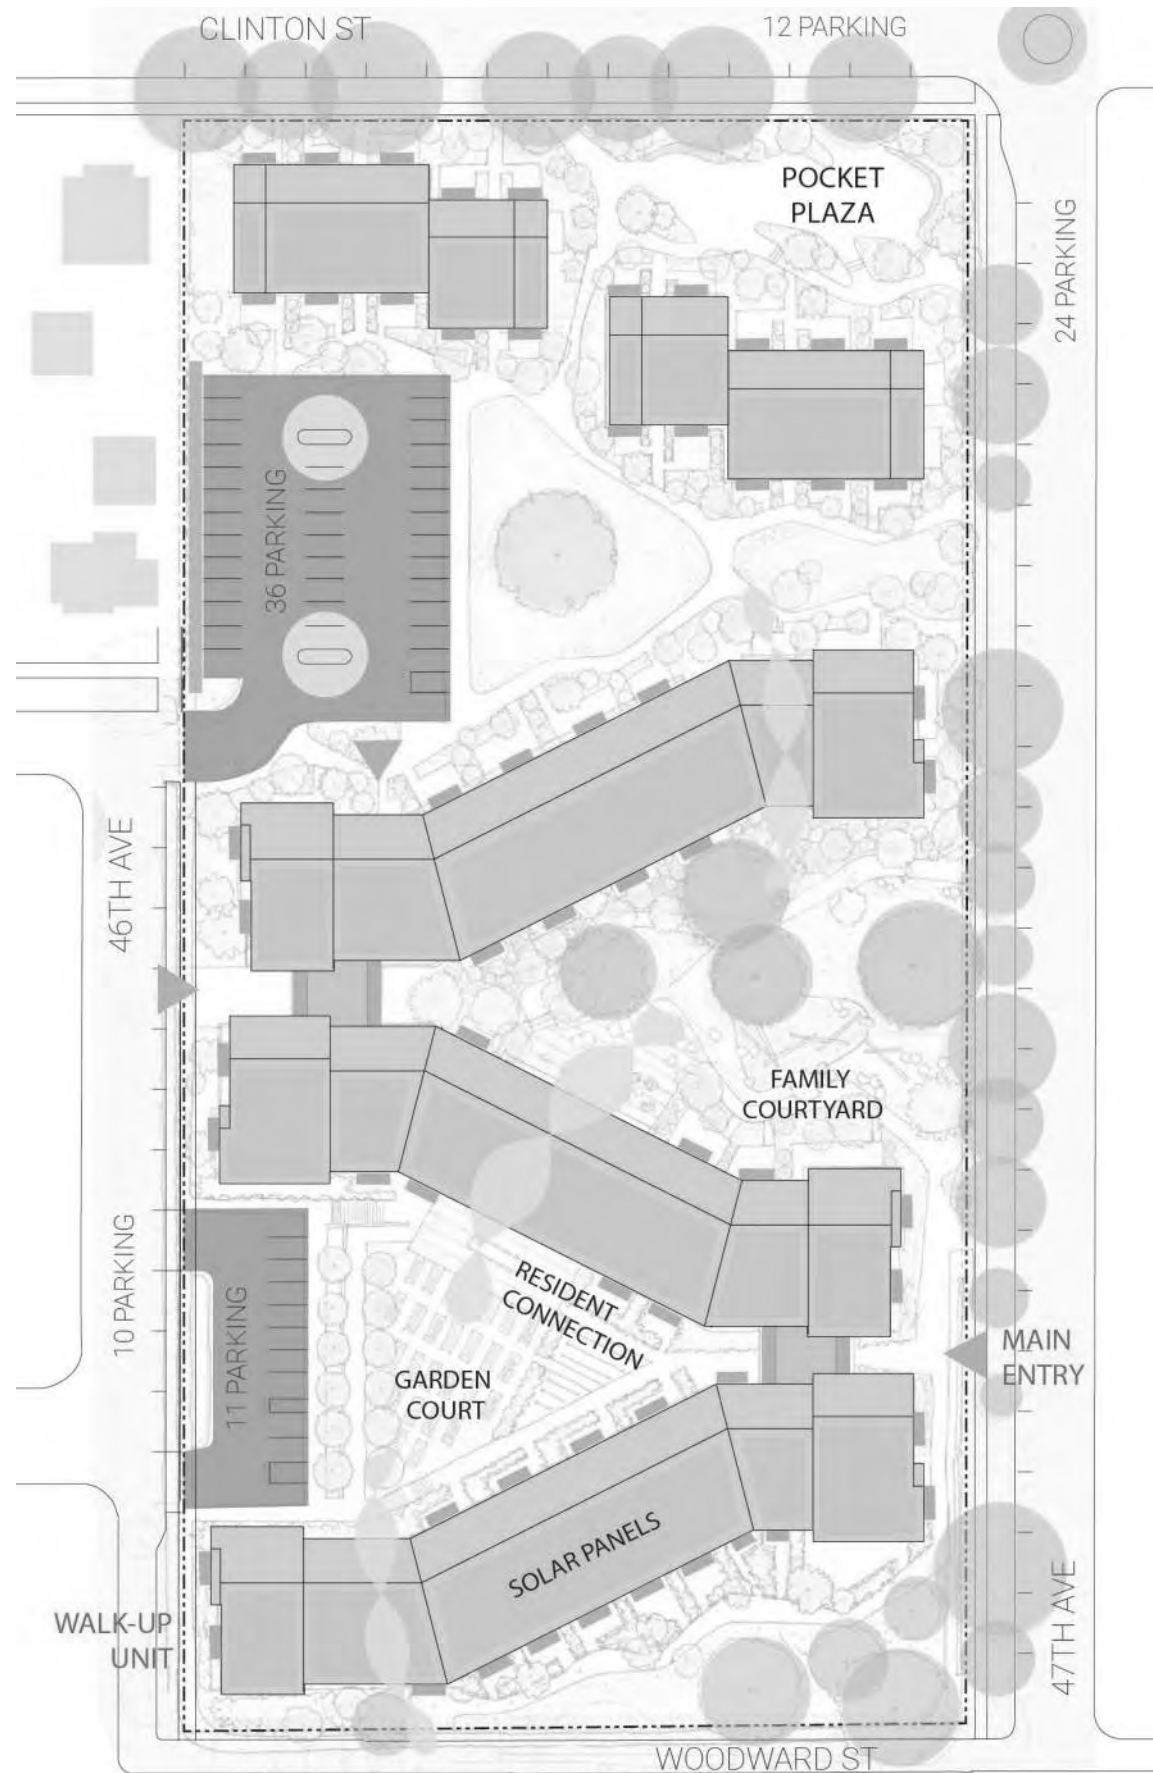 CLINTON ST
12 PARKING
POCKET
PLAZA
24 PARKING
36 PARKING
46TH AVE
FAMILY
COURTYARD
10 PARKING
11 PARKING
RESIDENT
CONNECTION
GARDEN
COURT
MAIN
ENTRY
SOLAR PANELS
WALK-UP
UNIT
47TH AVE
WOODWARD ST